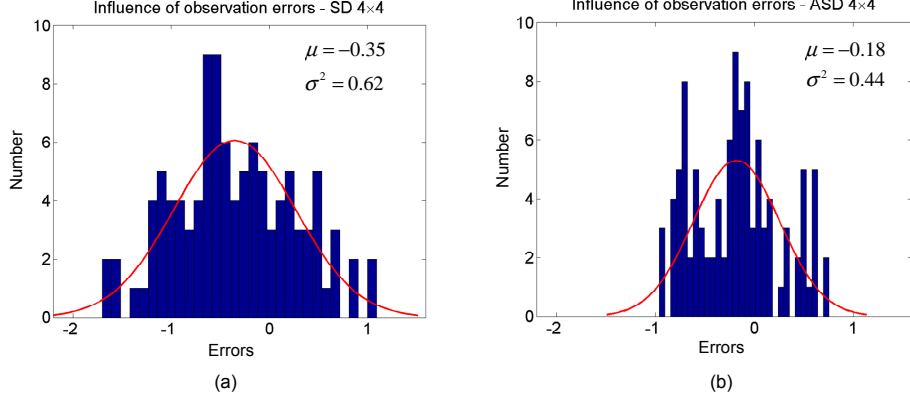 Influence of observation errors - SD 4×4
μ = −0.35
σ² = 0.62
Number
10
8
6
4
2
0
-2
-1
0
1
Errors
(a)
Influence of observation errors - ASD 4×4
μ = −0.18
σ² = 0.44
Number
10
8
6
4
2
0
-2
-1
0
1
Errors
(b)